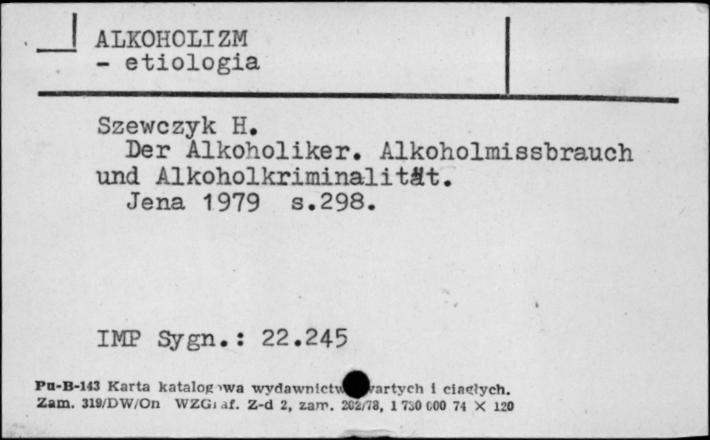 ALKOHOLIZM
- etiologia
Szewczyk H.
Der Alkoholiker. Alkoholmissbrauch
und Alkoholkriminalität.
Jena 1979 s.298.
IMP Sygn.: 22.245
Pu-B-143 Karta katalogowa wydawnictw zwartych i ciągłych.
Zam. 319/DW/On WZGraf. Z-d 2, zam. 202/78, 1 730 000 74 × 120